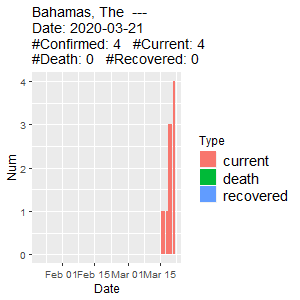 Bahamas, The  ---
Date: 2020-03-21
#Confirmed: 4   #Current: 4
#Death: 0   #Recovered: 0
Num
4
3
2
1
0
Feb 01 Feb 15 Mar 01 Mar 15
Date
Type
current
death
recovered